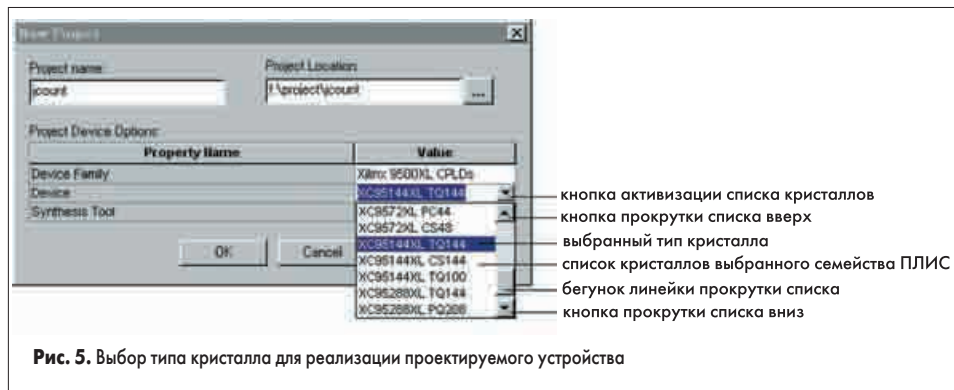 New Project
Project name:
Project Location:
jcount
f:\project\jcount
...
Project Device Options:
Property Name Value
Device Family Xilinx 9500XL CPLDs
Device XC95144XL TQ144
Synthesis Tool
XC9572XL PC44
XC9572XL CS48
XC95144XL TQ144
XC95144XL CS144
XC95144XL TQ100
XC95288XL TQ144
XC95288XL PQ208
OK Cancel
кнопка активизации списка кристаллов
кнопка прокрутки списка вверх
выбранный тип кристалла
список кристаллов выбранного семейства ПЛИС
бегунок линейки прокрутки списка
кнопка прокрутки списка вниз
Рис. 5. Выбор типа кристалла для реализации проектируемого устройства